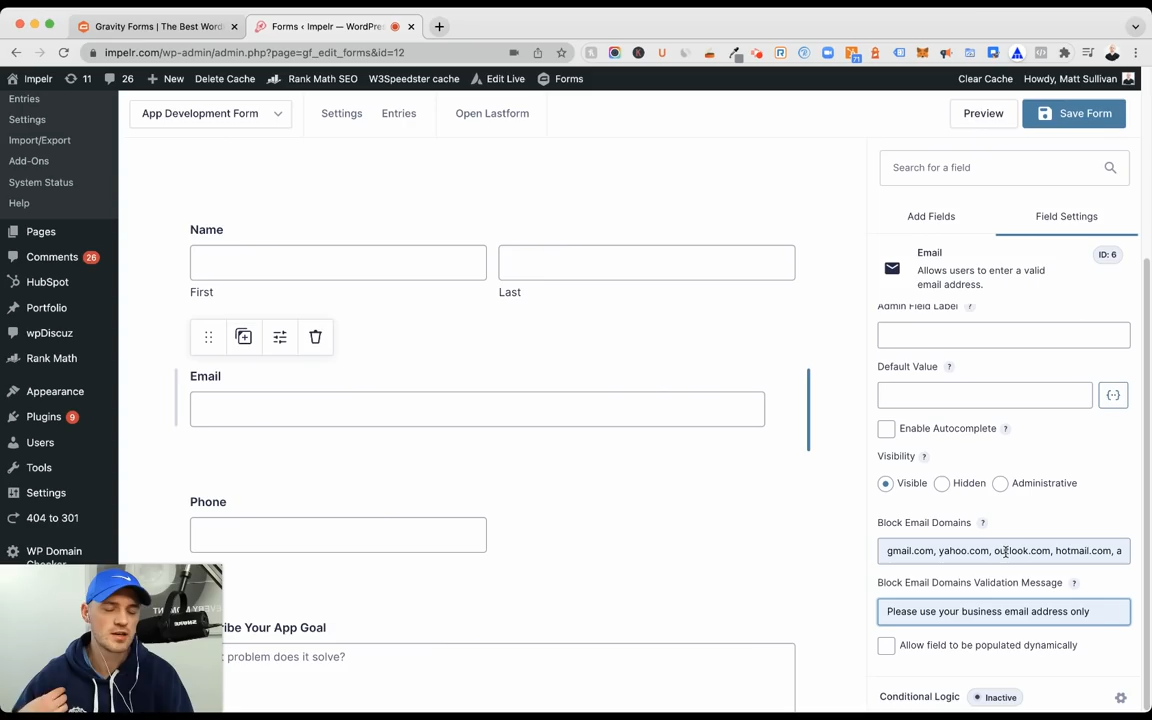 Gravity Forms | The Best Word
Forms ‹ Impelr — WordPre
impelr.com/wp-admin/admin.php?page=gf_edit_forms&id=12
Impelr 11 26 New Delete Cache Rank Math SEO W3Speedster cache Edit Live Forms Clear Cache Howdy, Matt Sullivan
Entries
Settings
Import/Export
Add-Ons
System Status
Help
Pages
Comments 26
HubSpot
Portfolio
wpDiscuz
Rank Math
Appearance
Plugins 9
Users
Tools
Settings
404 to 301
WP Domain
App Development Form Settings Entries Open Lastform Preview Save Form
Name
First Last
Email
Phone
ibe Your App Goal
t problem does it solve?
Search for a field
Add Fields Field Settings
Email ID: 6
Allows users to enter a valid
email address.
Admin Field Label ?
Default Value ?
{··}
Enable Autocomplete ?
Visibility ?
Visible Hidden Administrative
Block Email Domains ?
gmail.com, yahoo.com, outlook.com, hotmail.com, a
Block Email Domains Validation Message ?
Please use your business email address only
Allow field to be populated dynamically
Conditional Logic Inactive